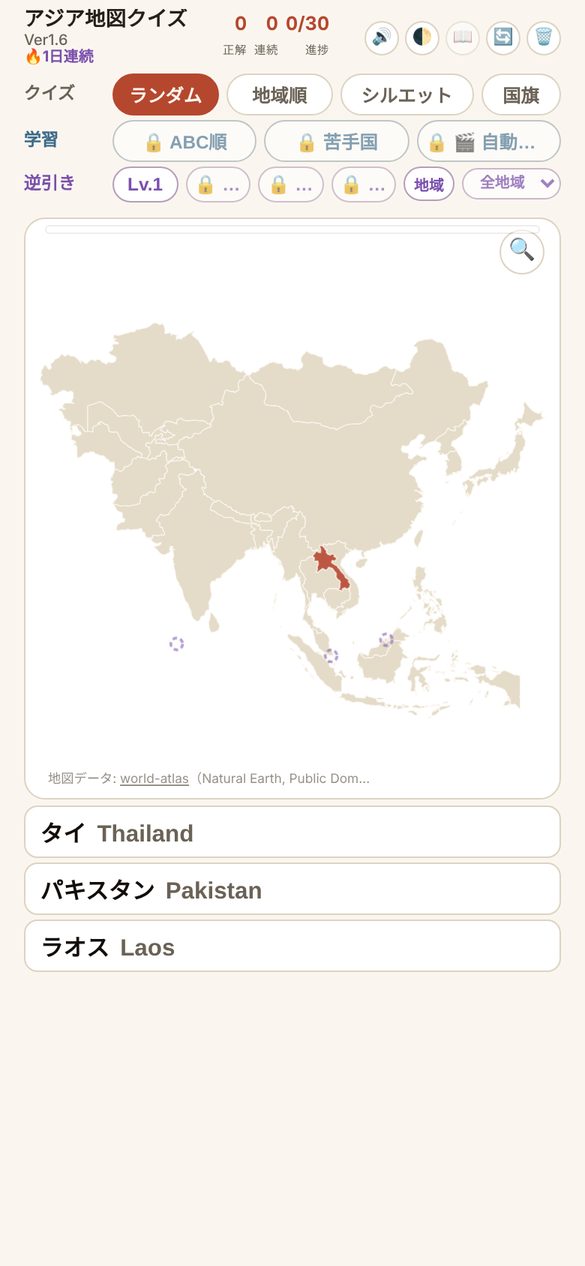 アジア地図クイズ
Ver1.6
🔥1日連続
0 正解
0 連続
0/30 進捗
🔊 🌓 📖 🔄 🗑️
クイズ ランダム 地域順 シルエット 国旗
学習 🔒 ABC順 🔒 苦手国 🔒 🎬 自動…
逆引き Lv.1 🔒 … 🔒 … 🔒 … 地域 全地域
🔍
地図データ: world-atlas（Natural Earth, Public Dom…
タイ Thailand
パキスタン Pakistan
ラオス Laos